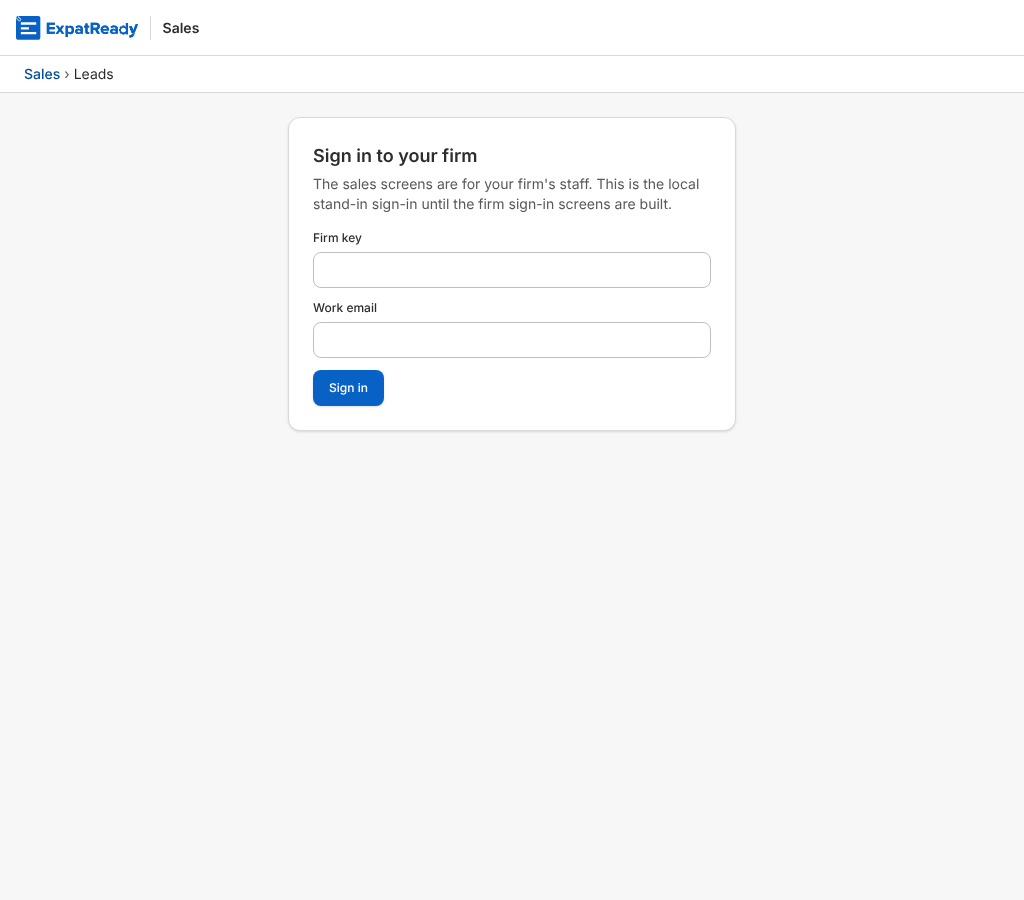 ExpatReady
Sales
Sales › Leads
Sign in to your firm
The sales screens are for your firm's staff. This is the local
stand-in sign-in until the firm sign-in screens are built.
Firm key
Work email
Sign in